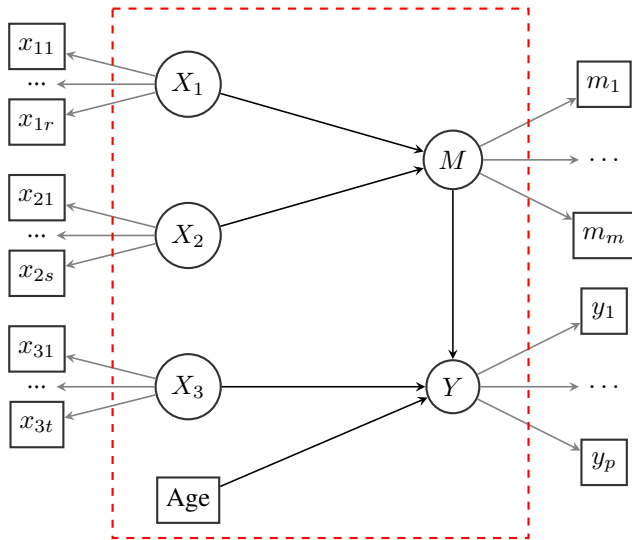 x₁₁
...
x₁ᵣ
X₁
x₂₁
...
x₂ₛ
X₂
x₃₁
...
x₃ₜ
X₃
Age
M
Y
m₁
...
mₘ
y₁
...
yₚ